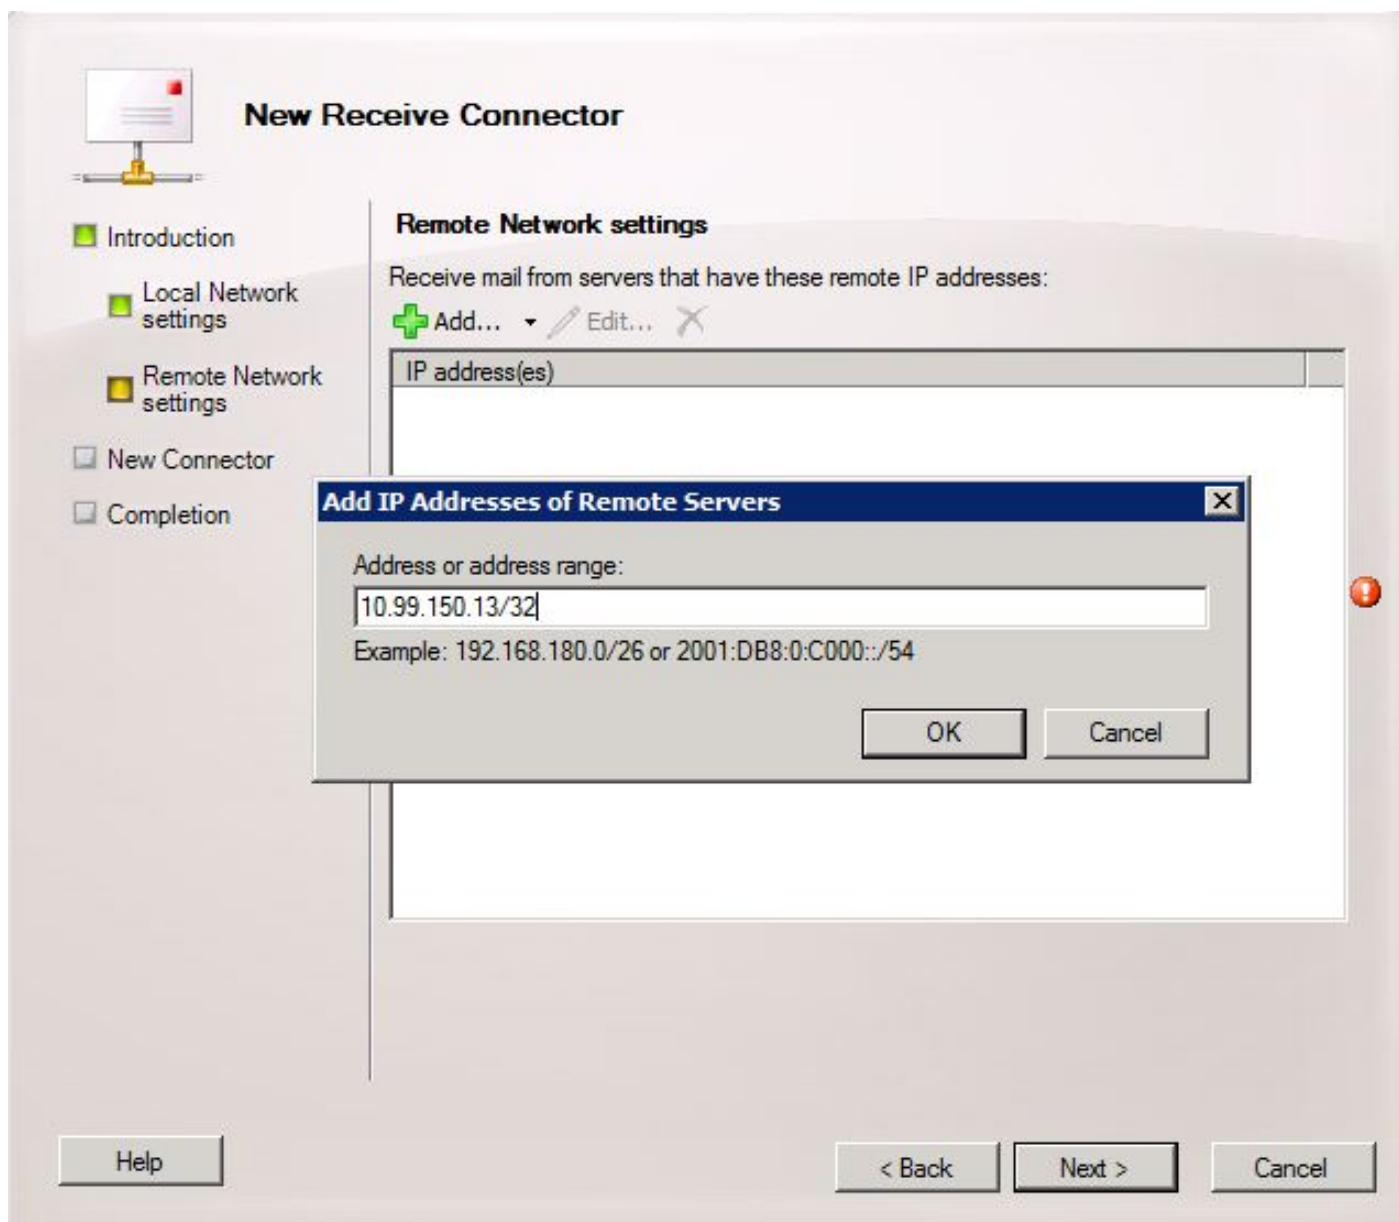 New Receive Connector
Introduction
Local Network
settings
Remote Network
settings
New Connector
Completion
Remote Network settings
Receive mail from servers that have these remote IP addresses:
Add... Edit...
IP address(es)
Add IP Addresses of Remote Servers
Address or address range:
10.99.150.13/32
Example: 192.168.180.0/26 or 2001:DB8:0:C000::/54
OK Cancel
Help < Back Next > Cancel